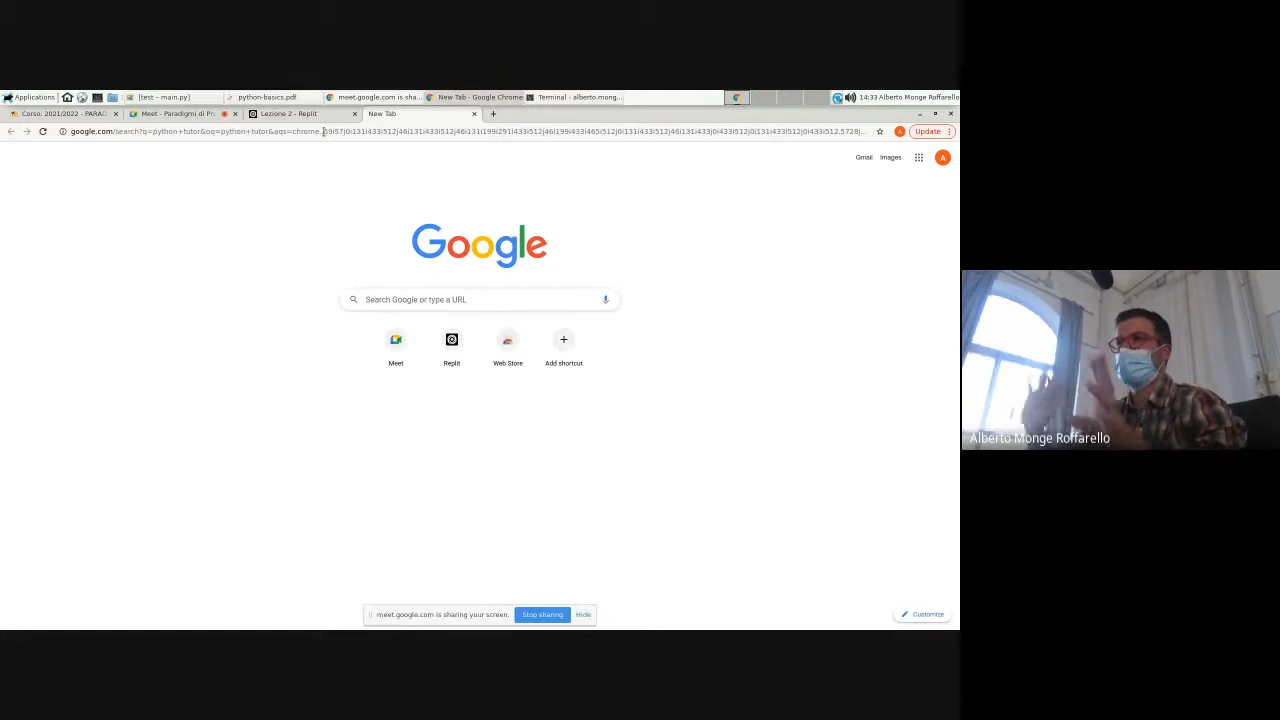 Applications
[test - main.py]
python-basics.pdf
meet.google.com is sha...
New Tab - Google Chrome
Terminal - alberto.mong...
14:33 Alberto Monge Roffarello
Corso: 2021/2022 - PARAD
Meet - Paradigmi di Pr
Lezione 2 - Replit
New Tab
Update
Gmail
Images
A
Google
Search Google or type a URL
Meet
Replit
Web Store
Add shortcut
Alberto Monge Roffarello
meet.google.com is sharing your screen.
Stop sharing
Hide
Customize